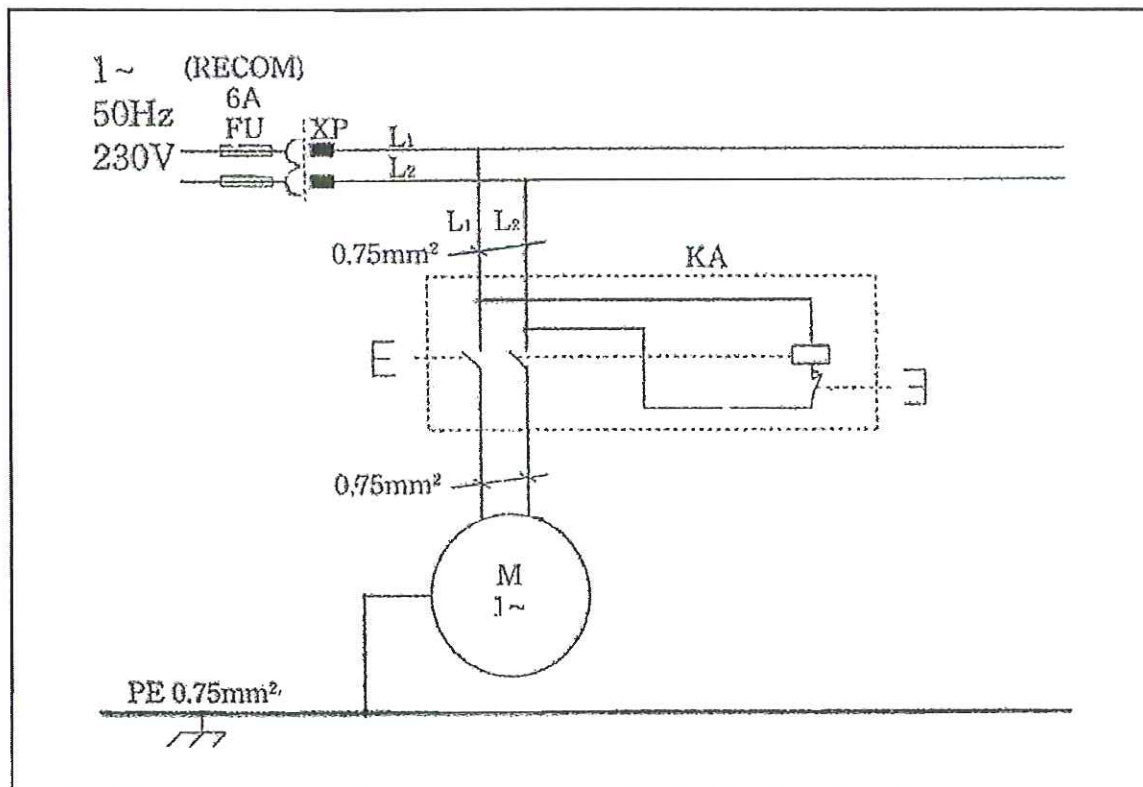 1~ (RECOM)
50Hz 6A
230V FU XP
L1
L2
L1 L2
0.75mm²
KA
0.75mm²
M
1~
PE 0.75mm²